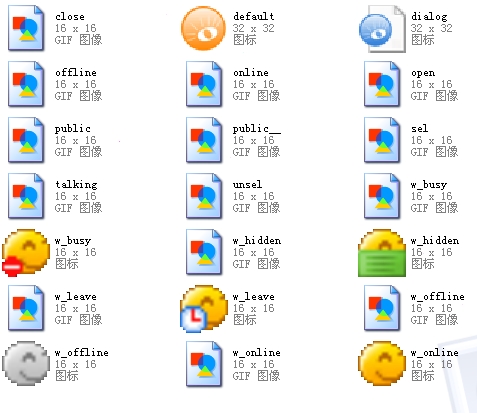 close
16 x 16
GIF 图像
default
32 x 32
图标
dialog
32 x 32
图标
offline
16 x 16
GIF 图像
online
16 x 16
GIF 图像
open
16 x 16
GIF 图像
public
16 x 16
GIF 图像
public__
16 x 16
GIF 图像
sel
16 x 16
GIF 图像
talking
16 x 16
GIF 图像
unsel
16 x 16
GIF 图像
w_busy
16 x 16
GIF 图像
w_busy
16 x 16
图标
w_hidden
16 x 16
GIF 图像
w_hidden
16 x 16
图标
w_leave
16 x 16
GIF 图像
w_leave
16 x 16
图标
w_offline
16 x 16
GIF 图像
w_offline
16 x 16
图标
w_online
16 x 16
GIF 图像
w_online
16 x 16
图标